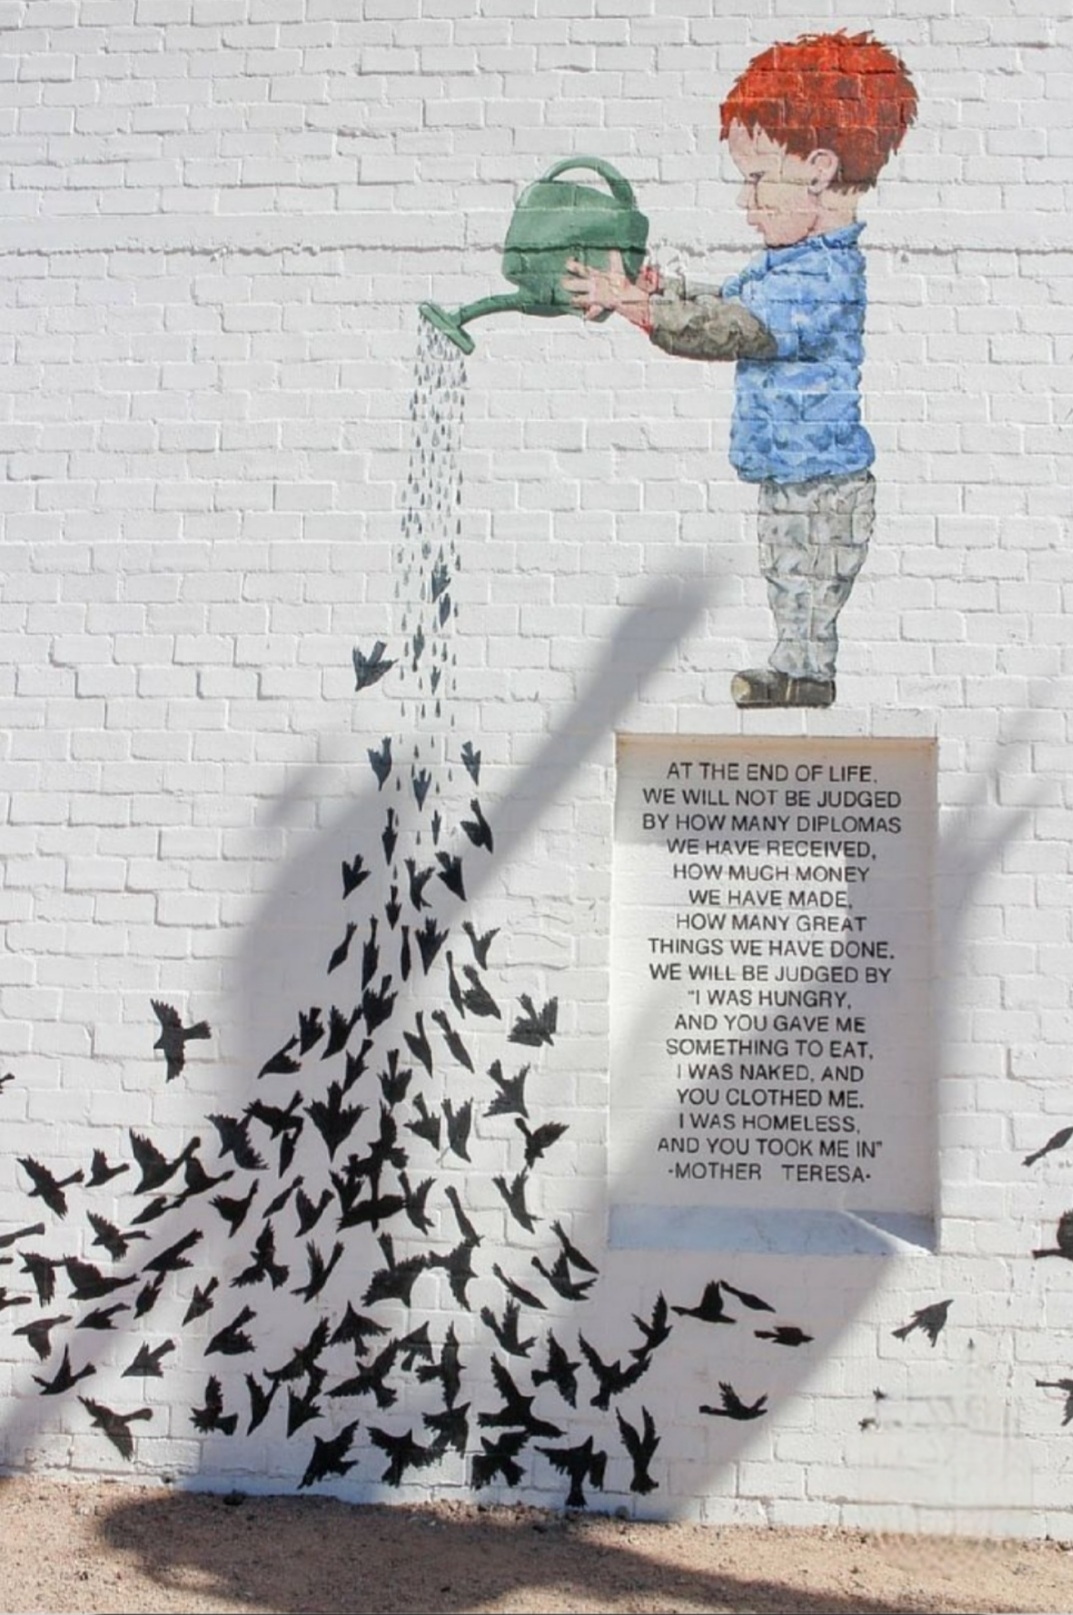 AT THE END OF LIFE,
WE WILL NOT BE JUDGED
BY HOW MANY DIPLOMAS
WE HAVE RECEIVED,
HOW MUCH MONEY
WE HAVE MADE,
HOW MANY GREAT
THINGS WE HAVE DONE.
WE WILL BE JUDGED BY
"I WAS HUNGRY,
AND YOU GAVE ME
SOMETHING TO EAT,
I WAS NAKED, AND
YOU CLOTHED ME.
I WAS HOMELESS,
AND YOU TOOK ME IN"
-MOTHER TERESA-